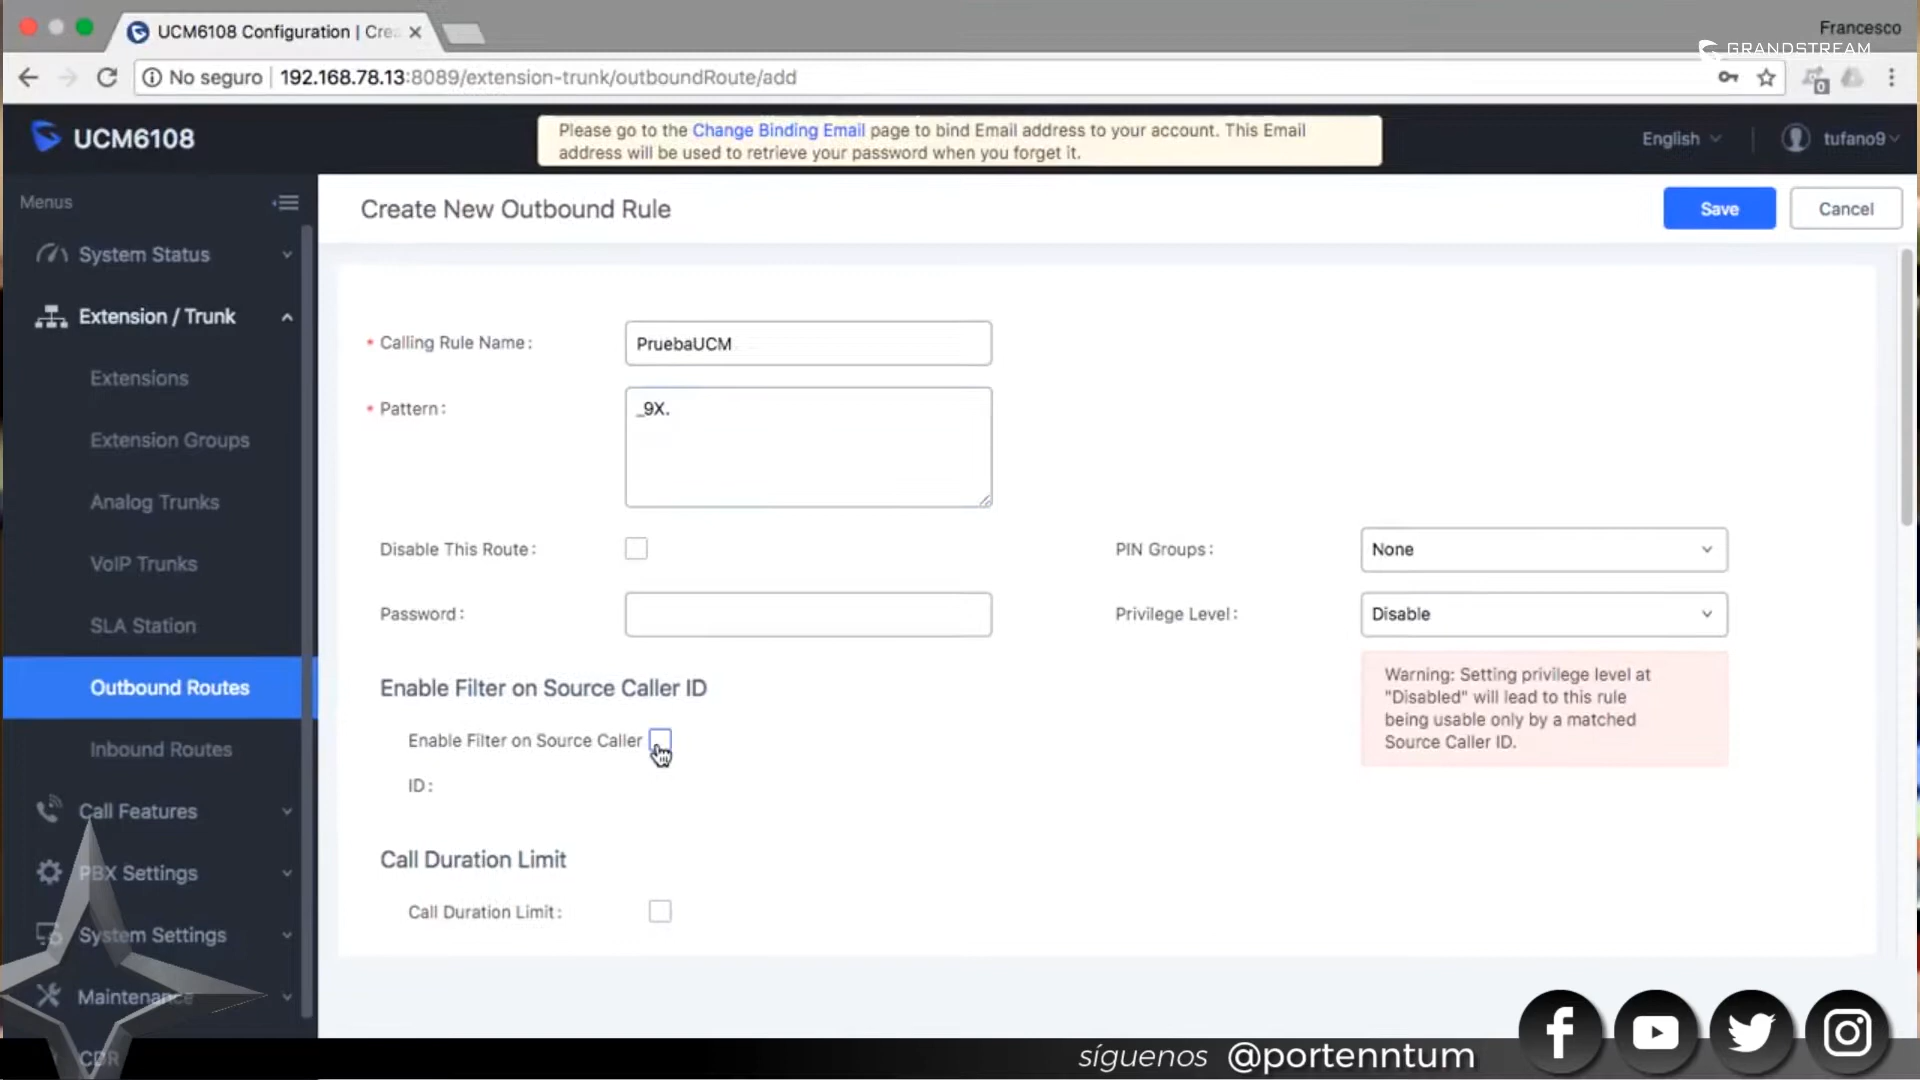 UCM6108 Configuration | Cre
Francesco
GRANDSTREAM
No seguro
192.168.78.13:8089/extension-trunk/outboundRoute/add
0
UCM6108
Please go to the Change Binding Email page to bind Email address to your account. This Email
address will be used to retrieve your password when you forget it.
English
tufano9
Menus
Create New Outbound Rule
Save
Cancel
System Status
Extension / Trunk
Extensions
Extension Groups
Analog Trunks
VoIP Trunks
SLA Station
Outbound Routes
Inbound Routes
Call Features
PBX Settings
System Settings
Maintenance
CDR
* Calling Rule Name :
PruebaUCM
* Pattern :
_9X.
Disable This Route :
PIN Groups :
None
Password :
Privilege Level :
Disable
Warning: Setting privilege level at
"Disabled" will lead to this rule
being usable only by a matched
Source Caller ID.
Enable Filter on Source Caller ID
Enable Filter on Source Caller
ID :
Call Duration Limit
Call Duration Limit :
síguenos @portenntum